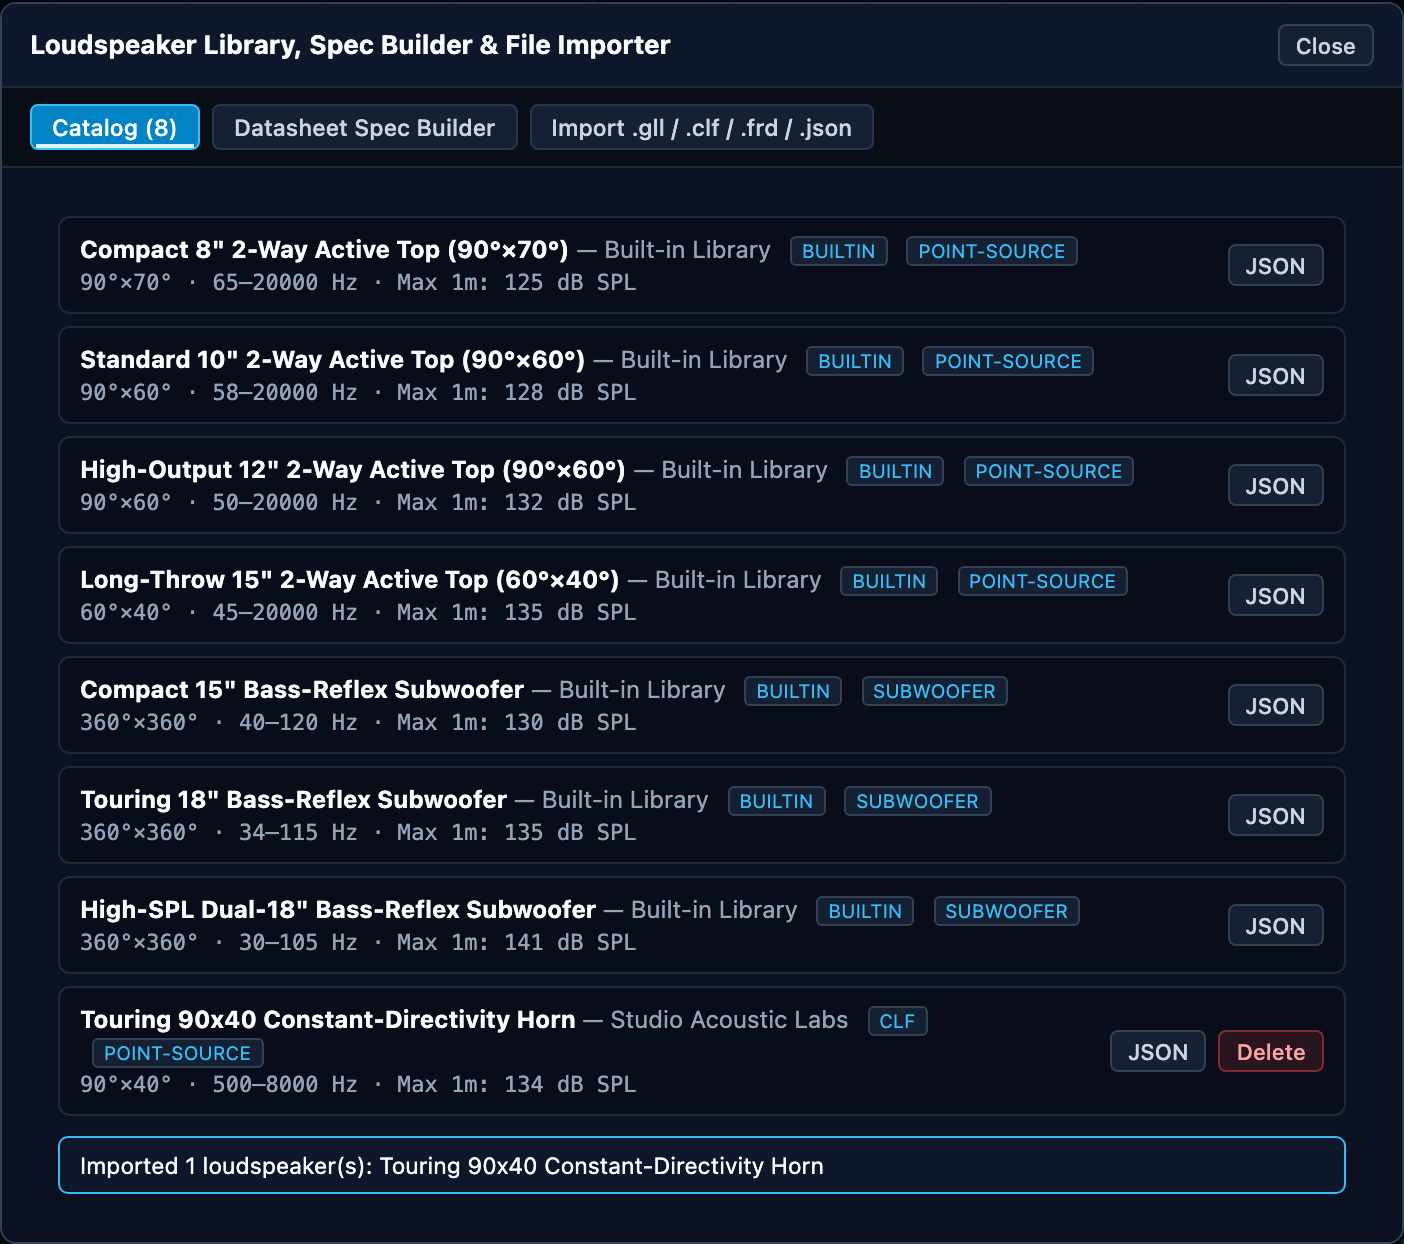 Loudspeaker Library, Spec Builder & File Importer
Close
Catalog (8)
Datasheet Spec Builder
Import .gll / .clf / .frd / .json
Compact 8" 2-Way Active Top (90°×70°) — Built-in Library BUILTIN POINT-SOURCE
90°×70° · 65–20000 Hz · Max 1m: 125 dB SPL
JSON
Standard 10" 2-Way Active Top (90°×60°) — Built-in Library BUILTIN POINT-SOURCE
90°×60° · 58–20000 Hz · Max 1m: 128 dB SPL
JSON
High-Output 12" 2-Way Active Top (90°×60°) — Built-in Library BUILTIN POINT-SOURCE
90°×60° · 50–20000 Hz · Max 1m: 132 dB SPL
JSON
Long-Throw 15" 2-Way Active Top (60°×40°) — Built-in Library BUILTIN POINT-SOURCE
60°×40° · 45–20000 Hz · Max 1m: 135 dB SPL
JSON
Compact 15" Bass-Reflex Subwoofer — Built-in Library BUILTIN SUBWOOFER
360°×360° · 40–120 Hz · Max 1m: 130 dB SPL
JSON
Touring 18" Bass-Reflex Subwoofer — Built-in Library BUILTIN SUBWOOFER
360°×360° · 34–115 Hz · Max 1m: 135 dB SPL
JSON
High-SPL Dual-18" Bass-Reflex Subwoofer — Built-in Library BUILTIN SUBWOOFER
360°×360° · 30–105 Hz · Max 1m: 141 dB SPL
JSON
Touring 90x40 Constant-Directivity Horn — Studio Acoustic Labs CLF
POINT-SOURCE
90°×40° · 500–8000 Hz · Max 1m: 134 dB SPL
JSON
Delete
Imported 1 loudspeaker(s): Touring 90x40 Constant-Directivity Horn